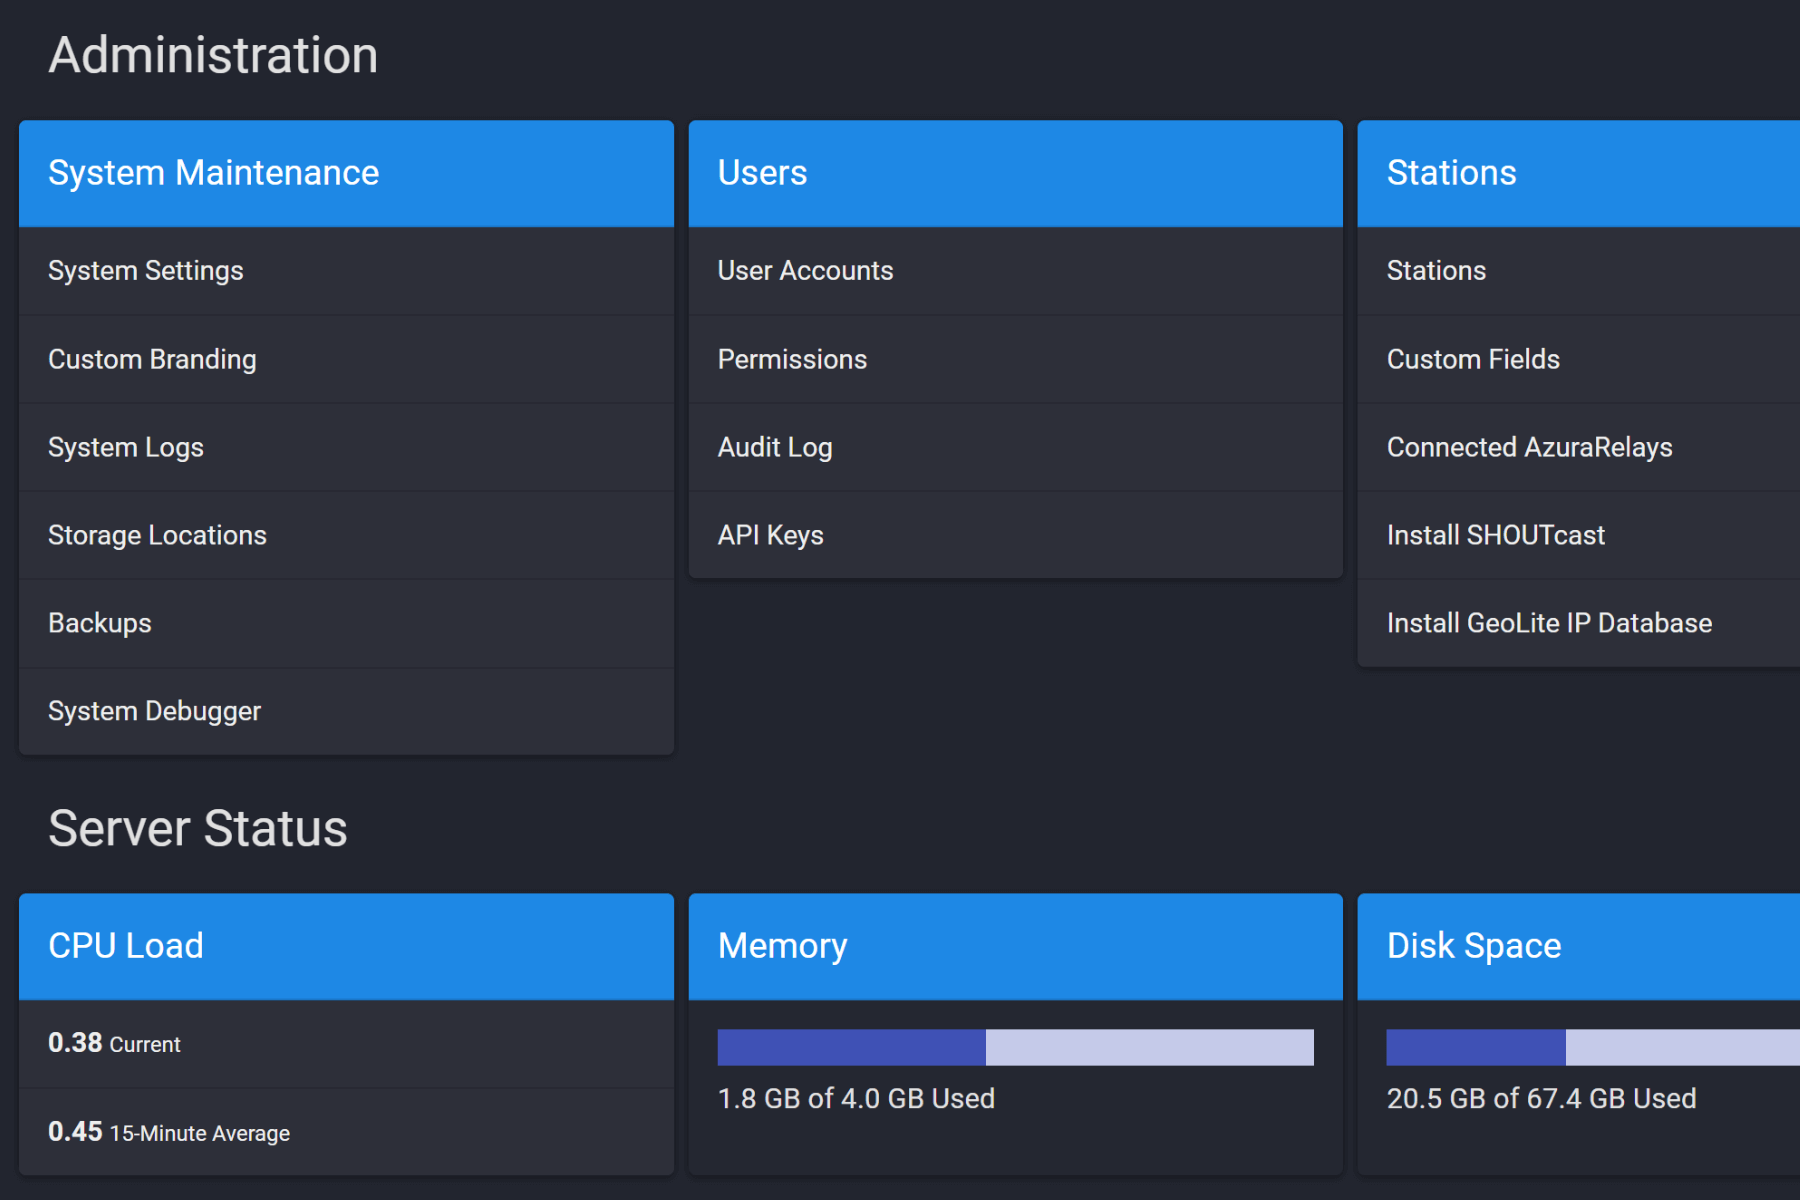 Administration
System Maintenance
System Settings
Custom Branding
System Logs
Storage Locations
Backups
System Debugger
Users
User Accounts
Permissions
Audit Log
API Keys
Stations
Stations
Custom Fields
Connected AzuraRelays
Install SHOUTcast
Install GeoLite IP Database
Server Status
CPU Load
0.38 Current
0.45 15-Minute Average
Memory
1.8 GB of 4.0 GB Used
Disk Space
20.5 GB of 67.4 GB Used